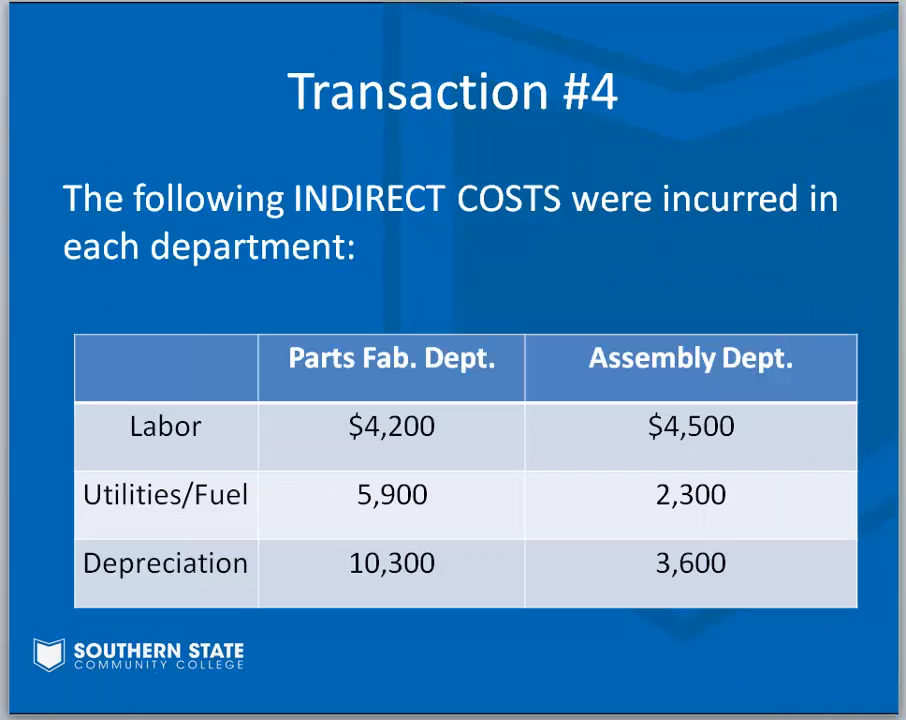 Transaction #4
The following INDIRECT COSTS were incurred in
each department:
Parts Fab. Dept. Assembly Dept.
Labor $4,200 $4,500
Utilities/Fuel 5,900 2,300
Depreciation 10,300 3,600
SOUTHERN STATE
COMMUNITY COLLEGE